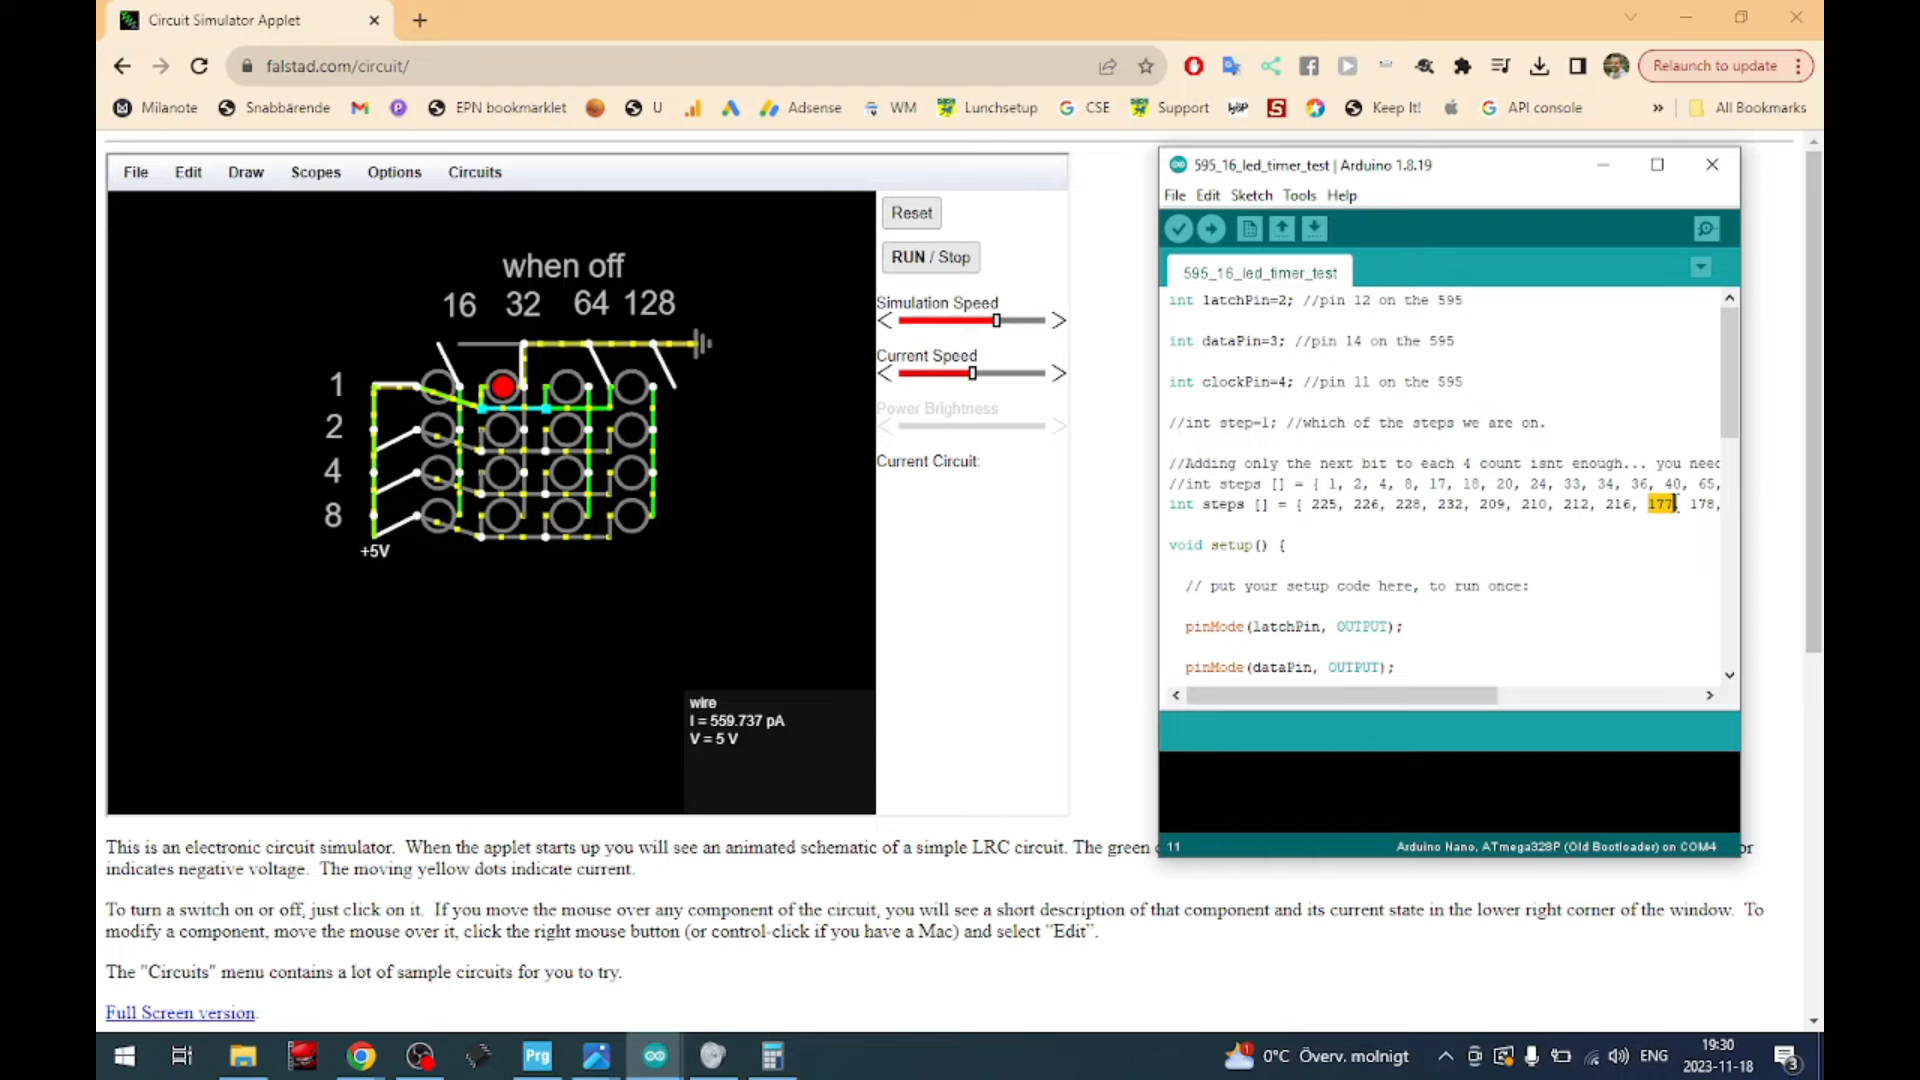 Circuit Simulator Applet
falstad.com/circuit/
Relaunch to update
Milanote
Snabbärende
EPN bookmarklet
U
Adsense
WM
Lunchsetup
CSE
Support
Keep It!
API console
»
All Bookmarks
File Edit Draw Scopes Options Circuits
when off
16 32 64 128
1
2
4
8
+5V
wire
I = 559.737 pA
V = 5 V
Reset
RUN / Stop
Simulation Speed
Current Speed
Power Brightness
Current Circuit:
595_16_led_timer_test | Arduino 1.8.19
File Edit Sketch Tools Help
595_16_led_timer_test
int latchPin=2; //pin 12 on the 595
int dataPin=3; //pin 14 on the 595
int clockPin=4; //pin 11 on the 595
//int step=1; //which of the steps we are on.
//Adding only the next bit to each 4 count isnt enough... you need
//int steps [] = { 1, 2, 4, 8, 17, 18, 20, 24, 33, 34, 36, 40, 65,
int steps [] = { 225, 226, 228, 232, 209, 210, 212, 216, 177, 178,
void setup() {
// put your setup code here, to run once:
pinMode(latchPin, OUTPUT);
pinMode(dataPin, OUTPUT);
11
Arduino Nano, ATmega328P (Old Bootloader) on COM4
This is an electronic circuit simulator. When the applet starts up you will see an animated schematic of a simple LRC circuit. The green
indicates negative voltage. The moving yellow dots indicate current.
To turn a switch on or off, just click on it. If you move the mouse over any component of the circuit, you will see a short description of that component and its current state in the lower right corner of the window. To
modify a component, move the mouse over it, click the right mouse button (or control-click if you have a Mac) and select "Edit".
The "Circuits" menu contains a lot of sample circuits for you to try.
Full Screen version.
Prg
1
0°C Överv. molnigt
ENG
19:30
2023-11-18
3